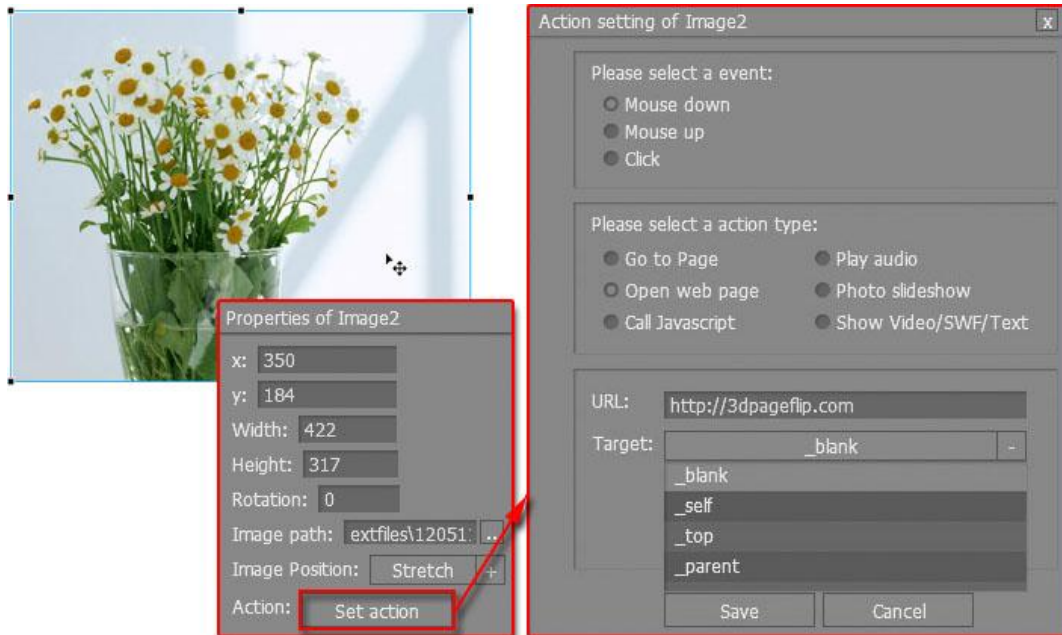 Properties of Image2
x: 350
y: 184
Width: 422
Height: 317
Rotation: 0
Image path: extfiles\12051: ..
Image Position: Stretch +
Action: Set action
Action setting of Image2 x
Please select a event:
Mouse down
Mouse up
Click
Please select a action type:
Go to Page
Play audio
Open web page
Photo slideshow
Call Javascript
Show Video/SWF/Text
URL: http://3dpageflip.com
Target: _blank -
_blank
_self
_top
_parent
Save
Cancel